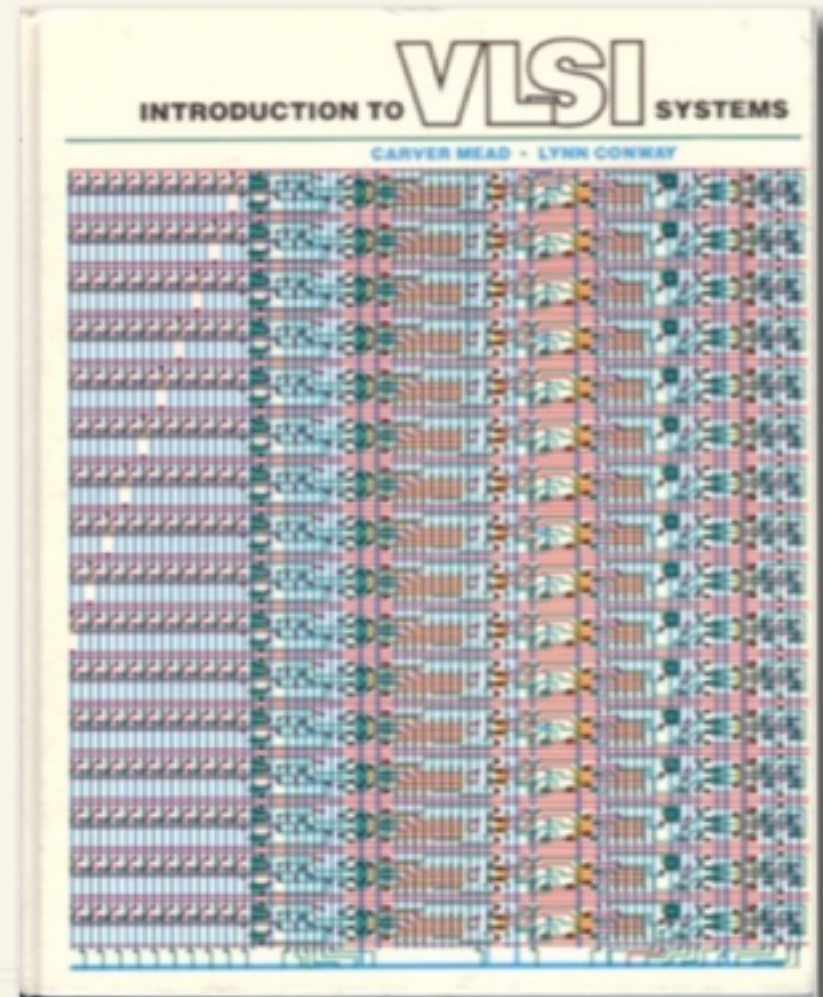 INTRODUCTION TO VLSI SYSTEMS
CARVER MEAD - LYNN CONWAY